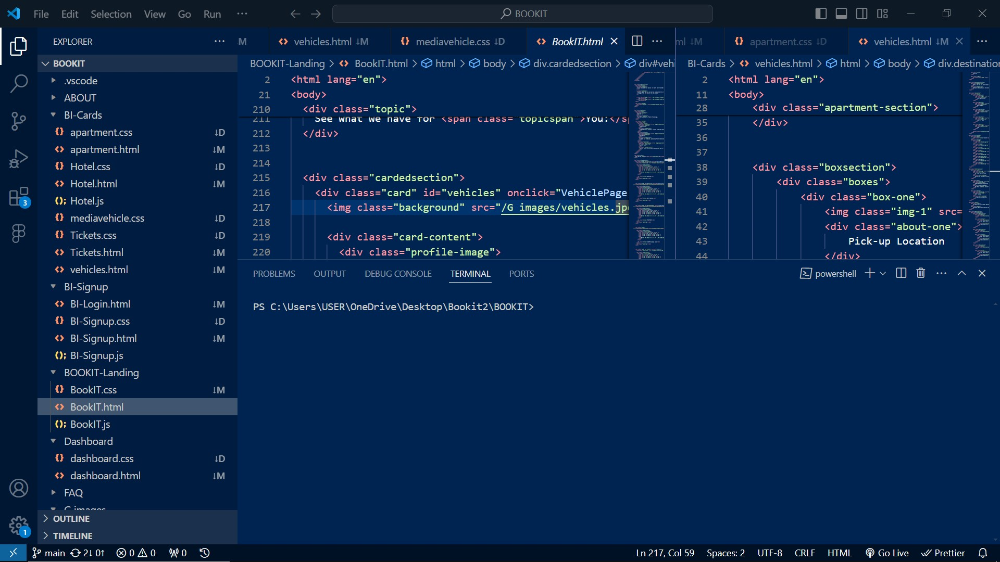 File Edit Selection View Go Run BOOKIT
EXPLORER
BOOKIT
.vscode
ABOUT
BI-Cards
apartment.css ↓D
apartment.html ↓M
Hotel.css ↓D
Hotel.html ↓M
Hotel.js
mediavehicle.css ↓D
Tickets.css ↓D
Tickets.html ↓M
vehicles.html ↓M
BI-Signup
BI-Login.html ↓M
BI-Signup.css ↓D
BI-Signup.html ↓M
BI-Signup.js
BOOKIT-Landing
BookIT.css ↓M
BookIT.html
BookIT.js
Dashboard
dashboard.css ↓D
dashboard.html ↓M
FAQ
G images
OUTLINE
TIMELINE
3
1
M vehicles.html ↓M mediavehicle.css ↓D BookIT.html
BOOKIT-Landing > BookIT.html > html > body > div.cardedsection > div#vehi
2 <html lang="en">
21 <body>
210 <div class="topic">
211 See what we have for <span class="topicspan">You:</sp
212 </div>
213
214
215 <div class="cardedsection">
216 <div class="card" id="vehicles" onclick="VehiclePage
217 <img class="background" src="/G images/vehicles.jpe
218
219 <div class="card-content">
220 <div class="profile-image">
ml ↓M apartment.css ↓D vehicles.html ↓M
BI-Cards > vehicles.html > html > body > div.destination
2 <html lang="en">
11 <body>
28 <div class="apartment-section">
35 </div>
36
37
38 <div class="boxsection">
39 <div class="boxes">
40 <div class="box-one">
41 <img class="img-1" src=
42 <div class="about-one">
43 Pick-up Location
44 </div>
PROBLEMS OUTPUT DEBUG CONSOLE TERMINAL PORTS powershell
PS C:\Users\USER\OneDrive\Desktop\Bookit2\BOOKIT>
main 2↓ 0↑ 0 0 0 Ln 217, Col 59 Spaces: 2 UTF-8 CRLF HTML Go Live Prettier